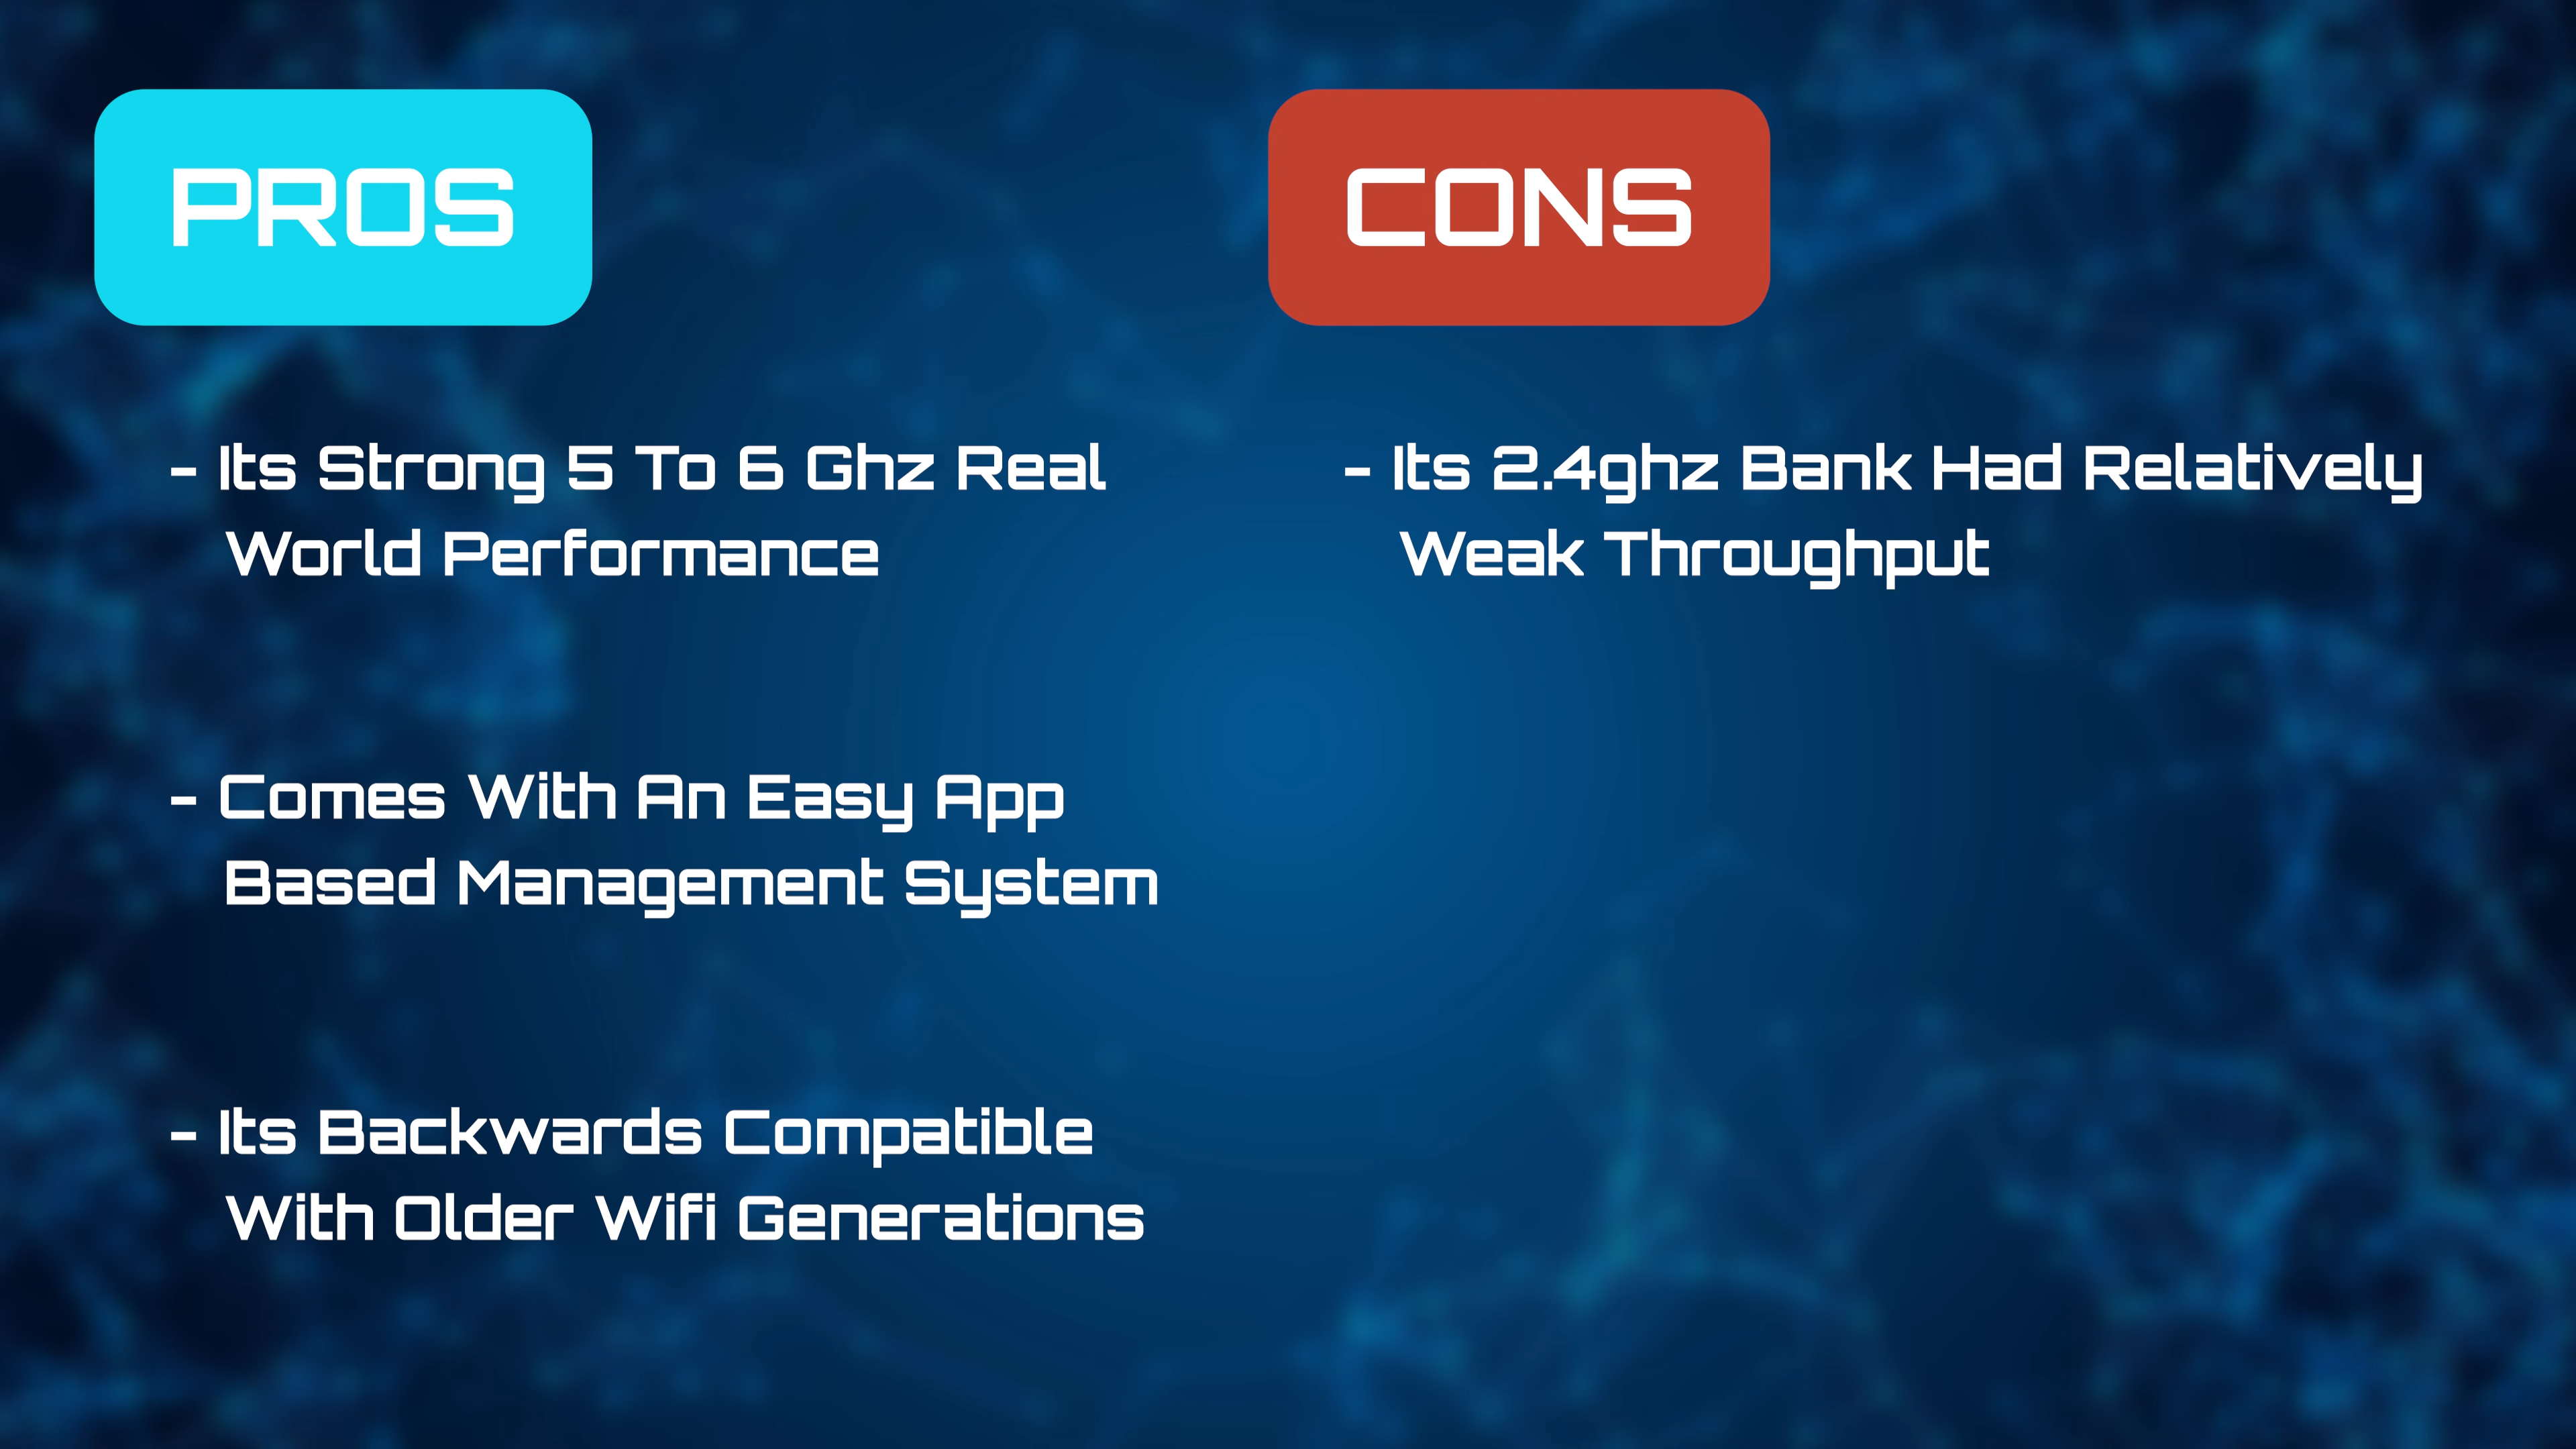 PROS
- Its Strong 5 To 6 Ghz Real
World Performance
- Comes With An Easy App
Based Management System
- Its Backwards Compatible
With Older Wifi Generations
CONS
- Its 2.4ghz Bank Had Relatively
Weak Throughput